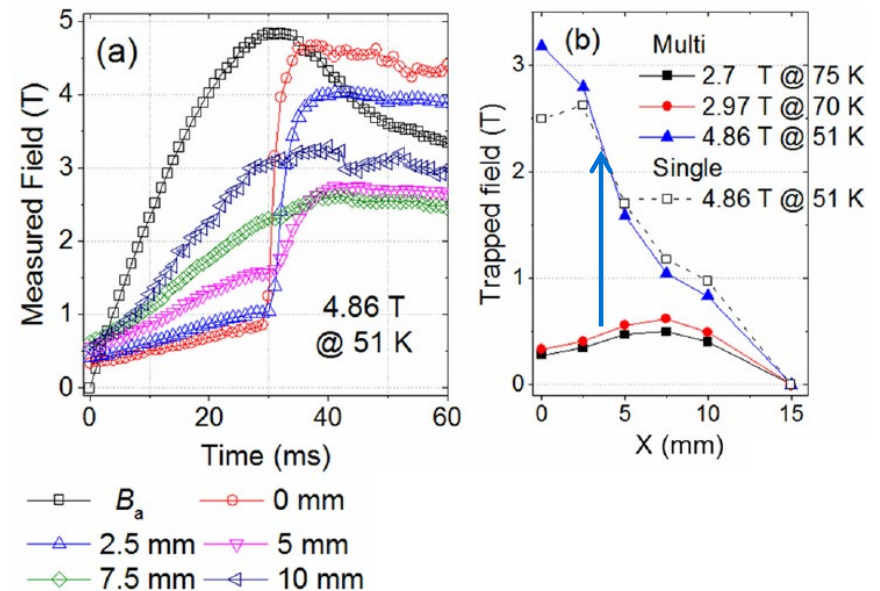 (a)
5
4
3
2
1
0
Measured Field (T)
4.86 T
@ 51 K
0 20 40 60
Time (ms)
Ba
0 mm
2.5 mm
5 mm
7.5 mm
10 mm
(b)
Multi
2.7 T @ 75 K
2.97 T @ 70 K
4.86 T @ 51 K
Single
4.86 T @ 51 K
3
2
1
0
Trapped field (T)
0 5 10 15
X (mm)